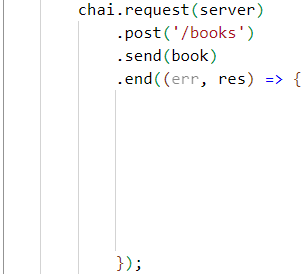 chai.request(server)
.post('/books')
.send(book)
.end((err, res) => {
});